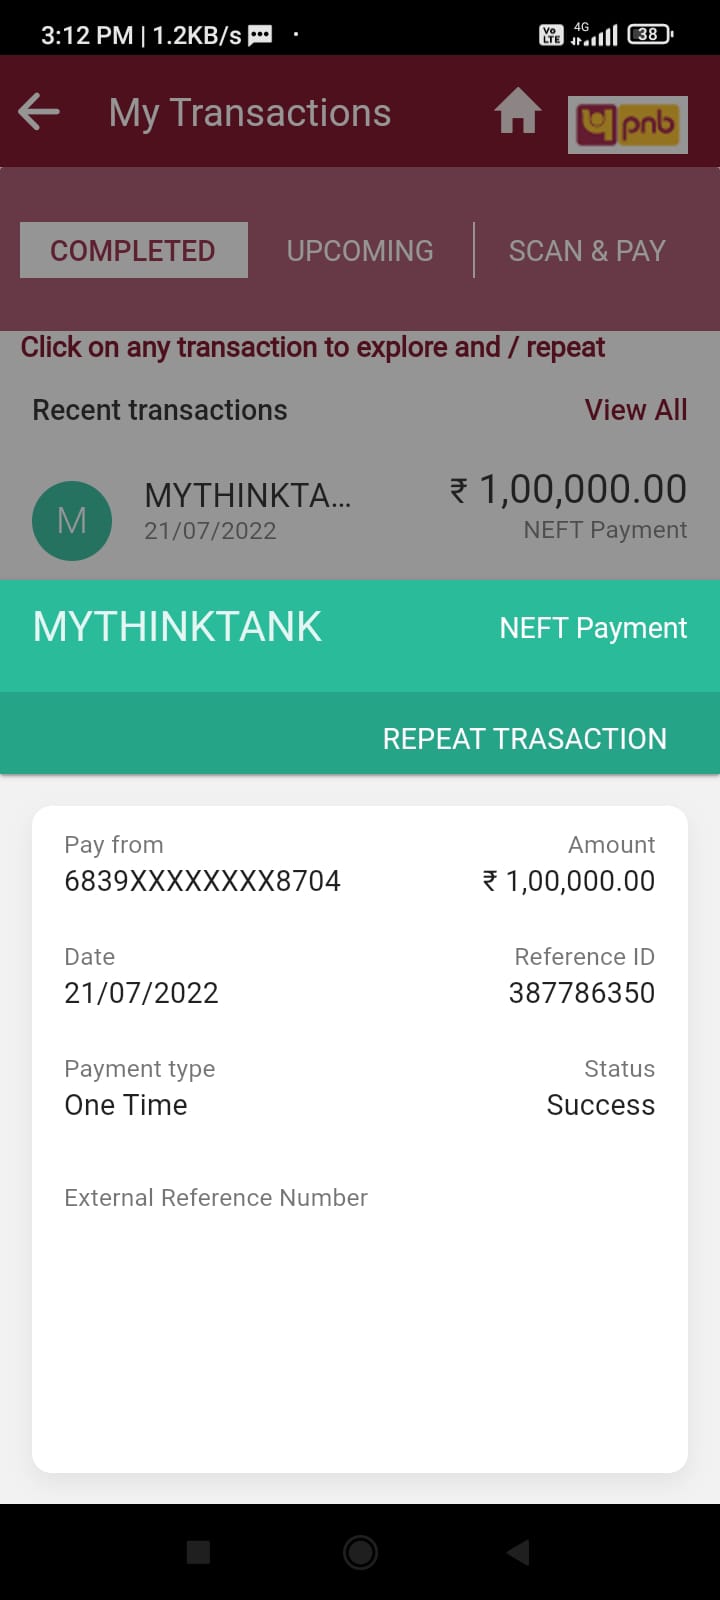 3:12 PM | 1.2KB/s
Vo LTE 4G 38
My Transactions
pnb
COMPLETED UPCOMING SCAN & PAY
Click on any transaction to explore and / repeat
Recent transactions View All
M
MYTHINKTA... ₹ 1,00,000.00
21/07/2022 NEFT Payment
MYTHINKTANK NEFT Payment
REPEAT TRASACTION
Pay from Amount
6839XXXXXXXX8704 ₹ 1,00,000.00
Date Reference ID
21/07/2022 387786350
Payment type Status
One Time Success
External Reference Number